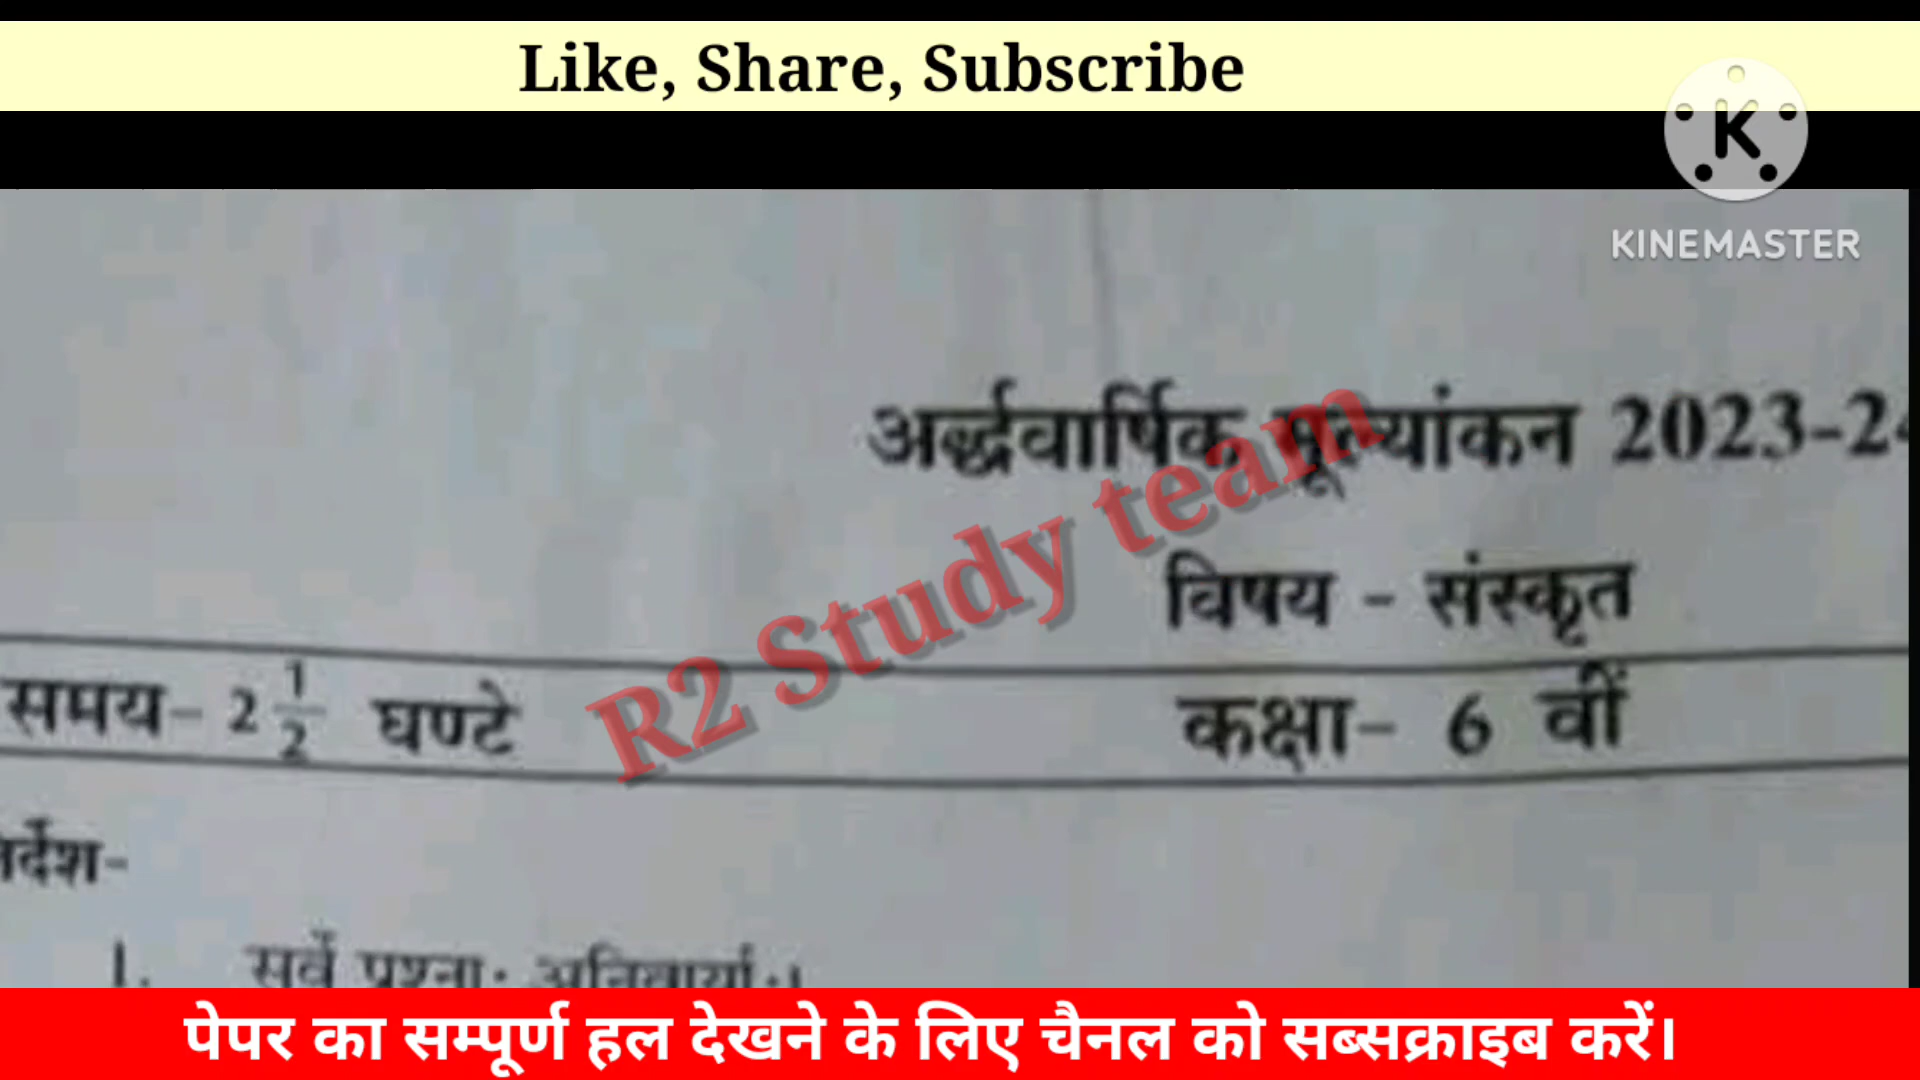 Like, Share, Subscribe
K
KINEMASTER
अर्द्धवार्षिक मूल्यांकन 2023-24
विषय - संस्कृत
R2 Study team
समय- 2 1/2 घण्टे कक्षा- 6 वीं
निर्देश-
1. सर्वे प्रश्नाः अनिवार्याः।
पेपर का सम्पूर्ण हल देखने के लिए चैनल को सब्सक्राइब करें।